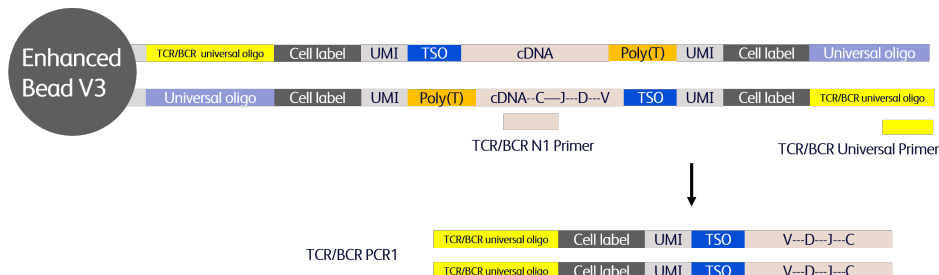 Enhanced
Bead V3
TCR/BCR universal oligo Cell label UMI TSO cDNA Poly(T) UMI Cell label Universal oligo
Universal oligo Cell label UMI Poly(T) cDNA--C—J---D---V TSO UMI Cell label TCR/BCR universal oligo
TCR/BCR N1 Primer
TCR/BCR Universal Primer
TCR/BCR universal oligo Cell label UMI TSO V---D---J---C
TCR/BCR PCR1
TCR/BCR universal oligo Cell label UMI TSO V---D---J---C